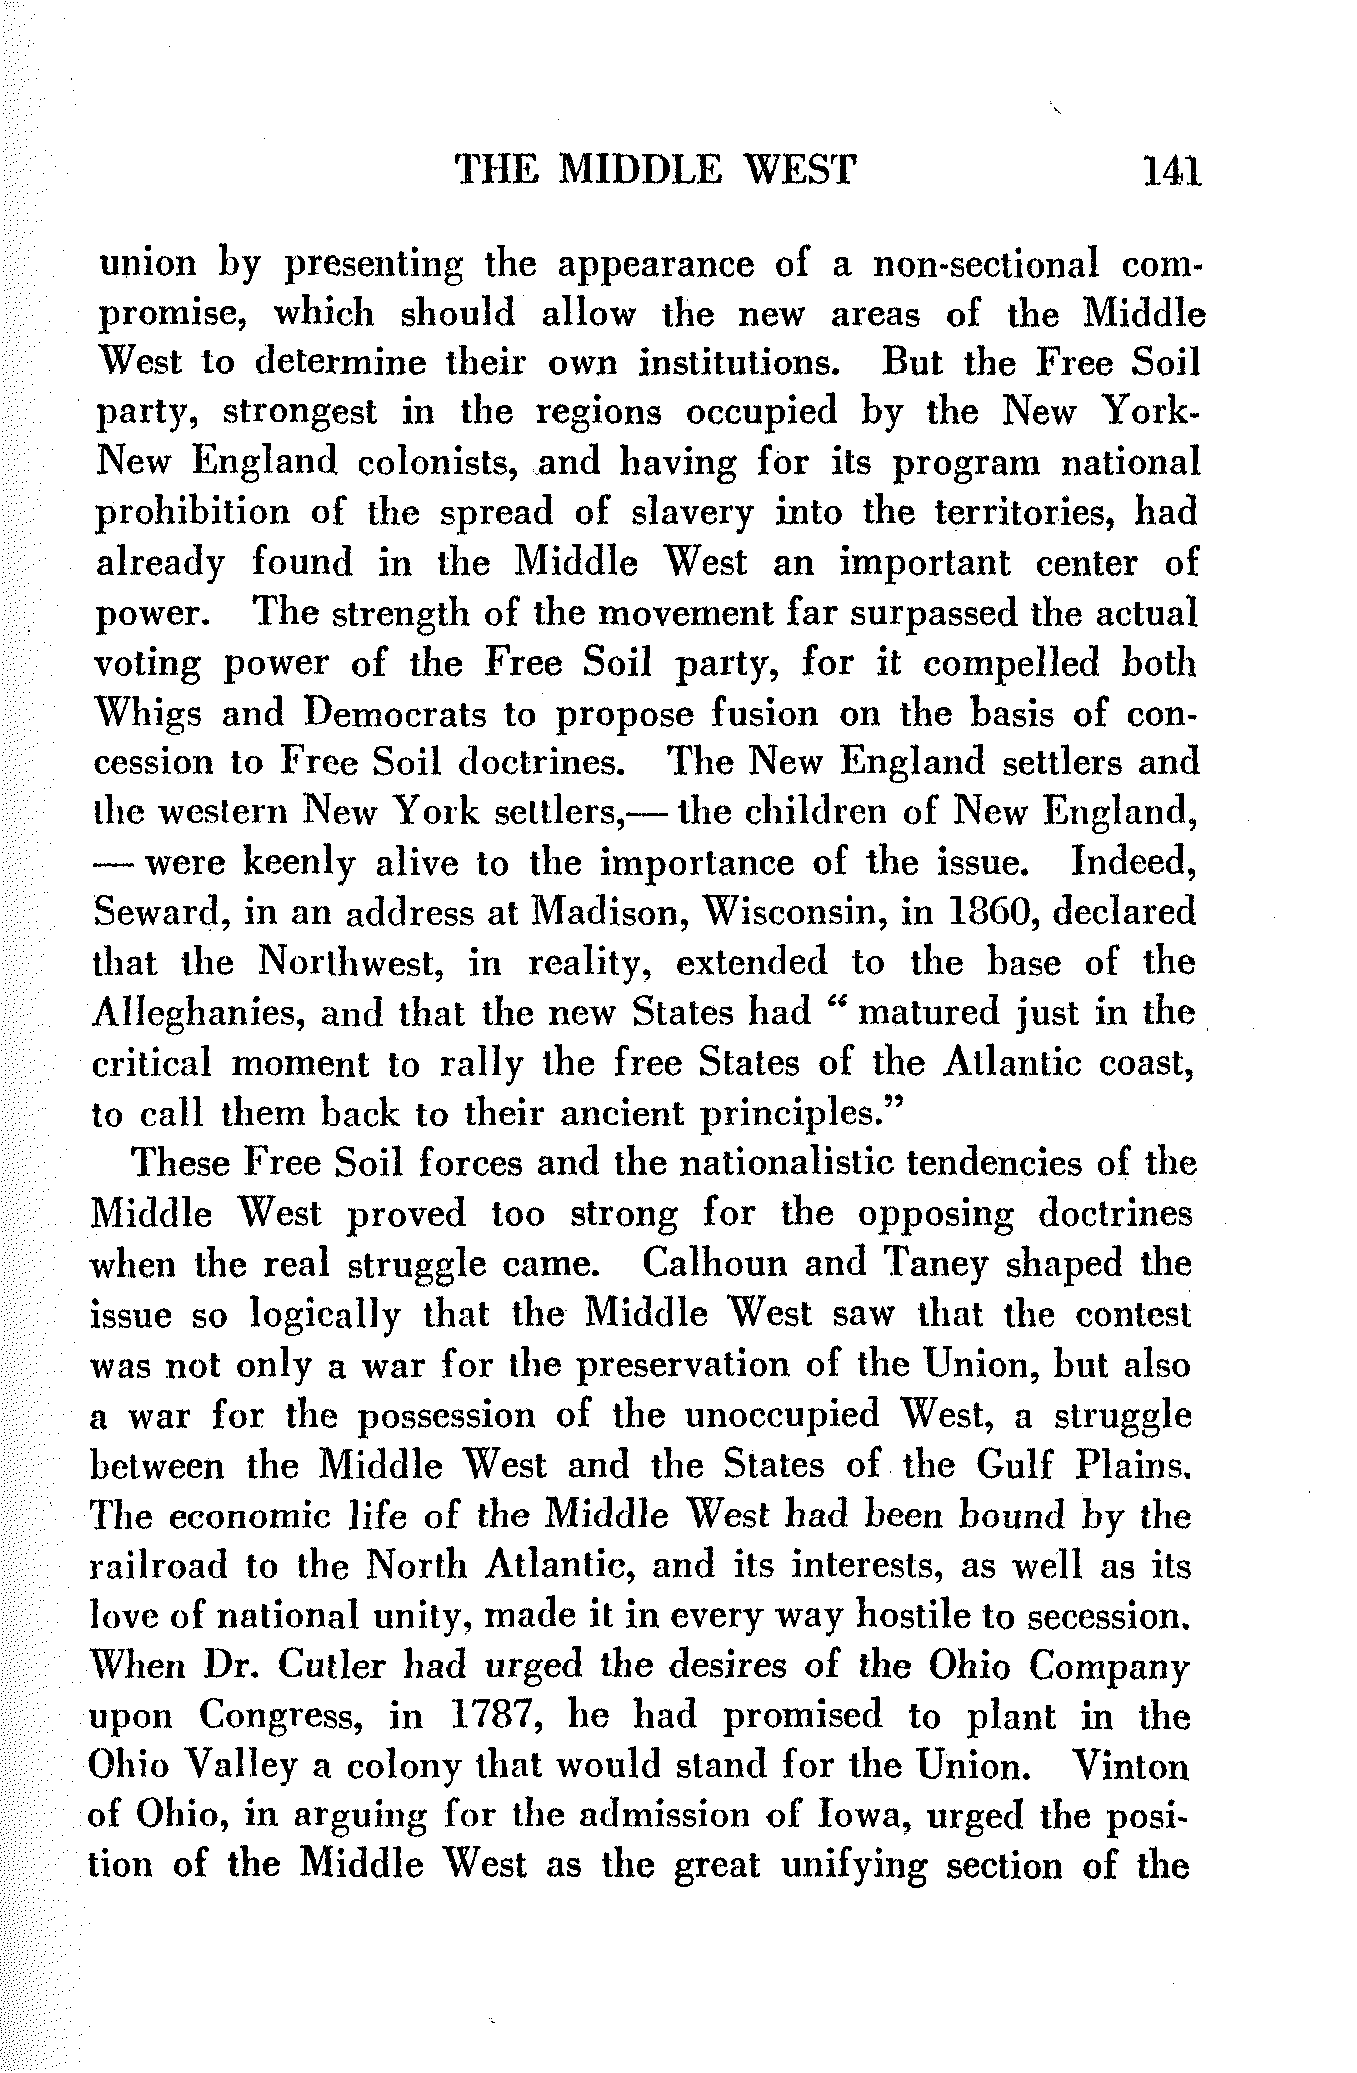 THE MIDDLE WEST 141
union by presenting the appearance of a non-sectional com-
promise, which should allow the new areas of the Middle
West to determine their own institutions. But the Free Soil
party, strongest in the regions occupied by the New York-
New England colonists, and having for its program national
prohibition of the spread of slavery into the territories, had
already found in the Middle West an important center of
power. The strength of the movement far surpassed the actual
voting power of the Free Soil party, for it compelled both
Whigs and Democrats to propose fusion on the basis of con-
cession to Free Soil doctrines. The New England settlers and
the western New York settlers,— the children of New England,
— were keenly alive to the importance of the issue. Indeed,
Seward, in an address at Madison, Wisconsin, in 1860, declared
that the Northwest, in reality, extended to the base of the
Alleghanies, and that the new States had “ matured just in the
critical moment to rally the free States of the Atlantic coast,
to call them back to their ancient principles.”
These Free Soil forces and the nationalistic tendencies of the
Middle West proved too strong for the opposing doctrines
when the real struggle came. Calhoun and Taney shaped the
issue so logically that the Middle West saw that the contest
was not only a war for the preservation of the Union, but also
a war for the possession of the unoccupied West, a struggle
between the Middle West and the States of the Gulf Plains.
The economic life of the Middle West had been bound by the
railroad to the North Atlantic, and its interests, as well as its
love of national unity, made it in every way hostile to secession.
When Dr. Cutler had urged the desires of the Ohio Company
upon Congress, in 1787, he had promised to plant in the
Ohio Valley a colony that would stand for the Union. Vinton
of Ohio, in arguing for the admission of Iowa, urged the posi-
tion of the Middle West as the great unifying section of the